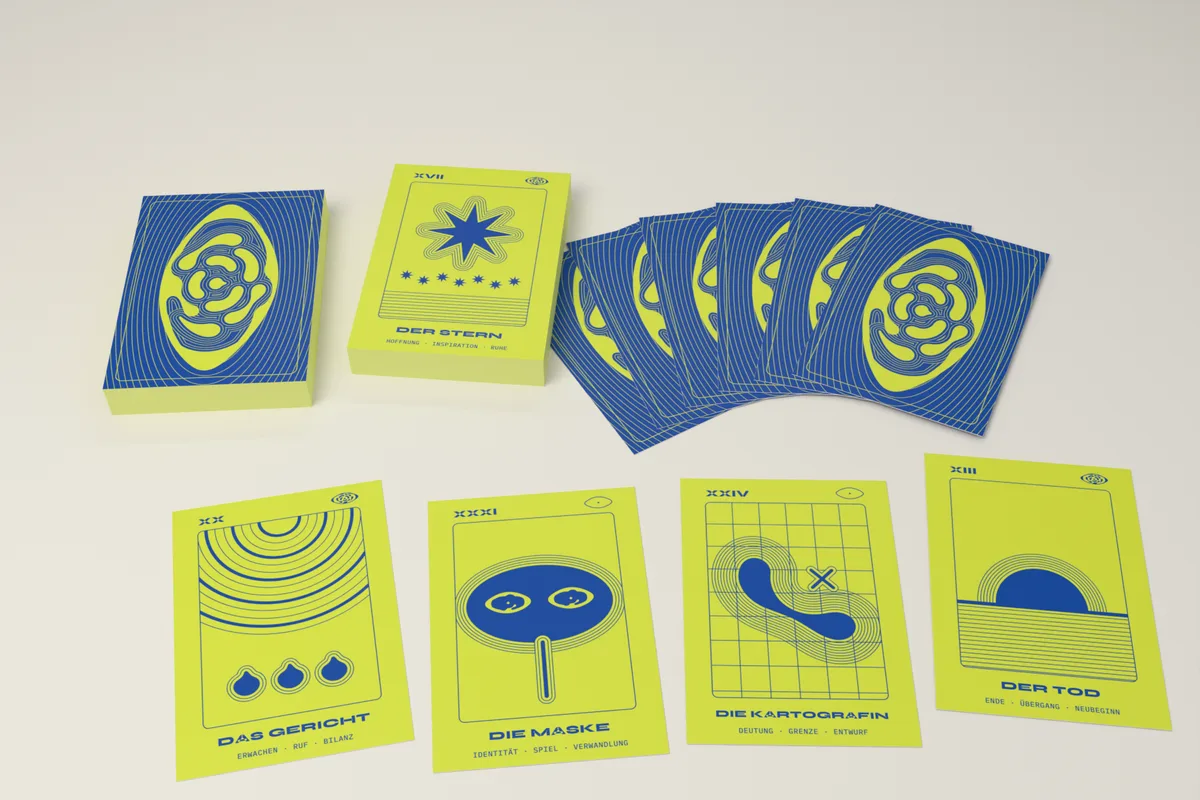 XVII
DER STERN
HOFFNUNG · INSPIRATION · RUHE
XX
DAS GERICHT
ERWACHEN · RUF · BILANZ
XXXI
DIE MASKE
IDENTITÄT · SPIEL · VERWANDLUNG
XXIV
DIE KARTOGRAFIN
DEUTUNG · GRENZE · ENTWURF
XIII
DER TOD
ENDE · ÜBERGANG · NEUBEGINN